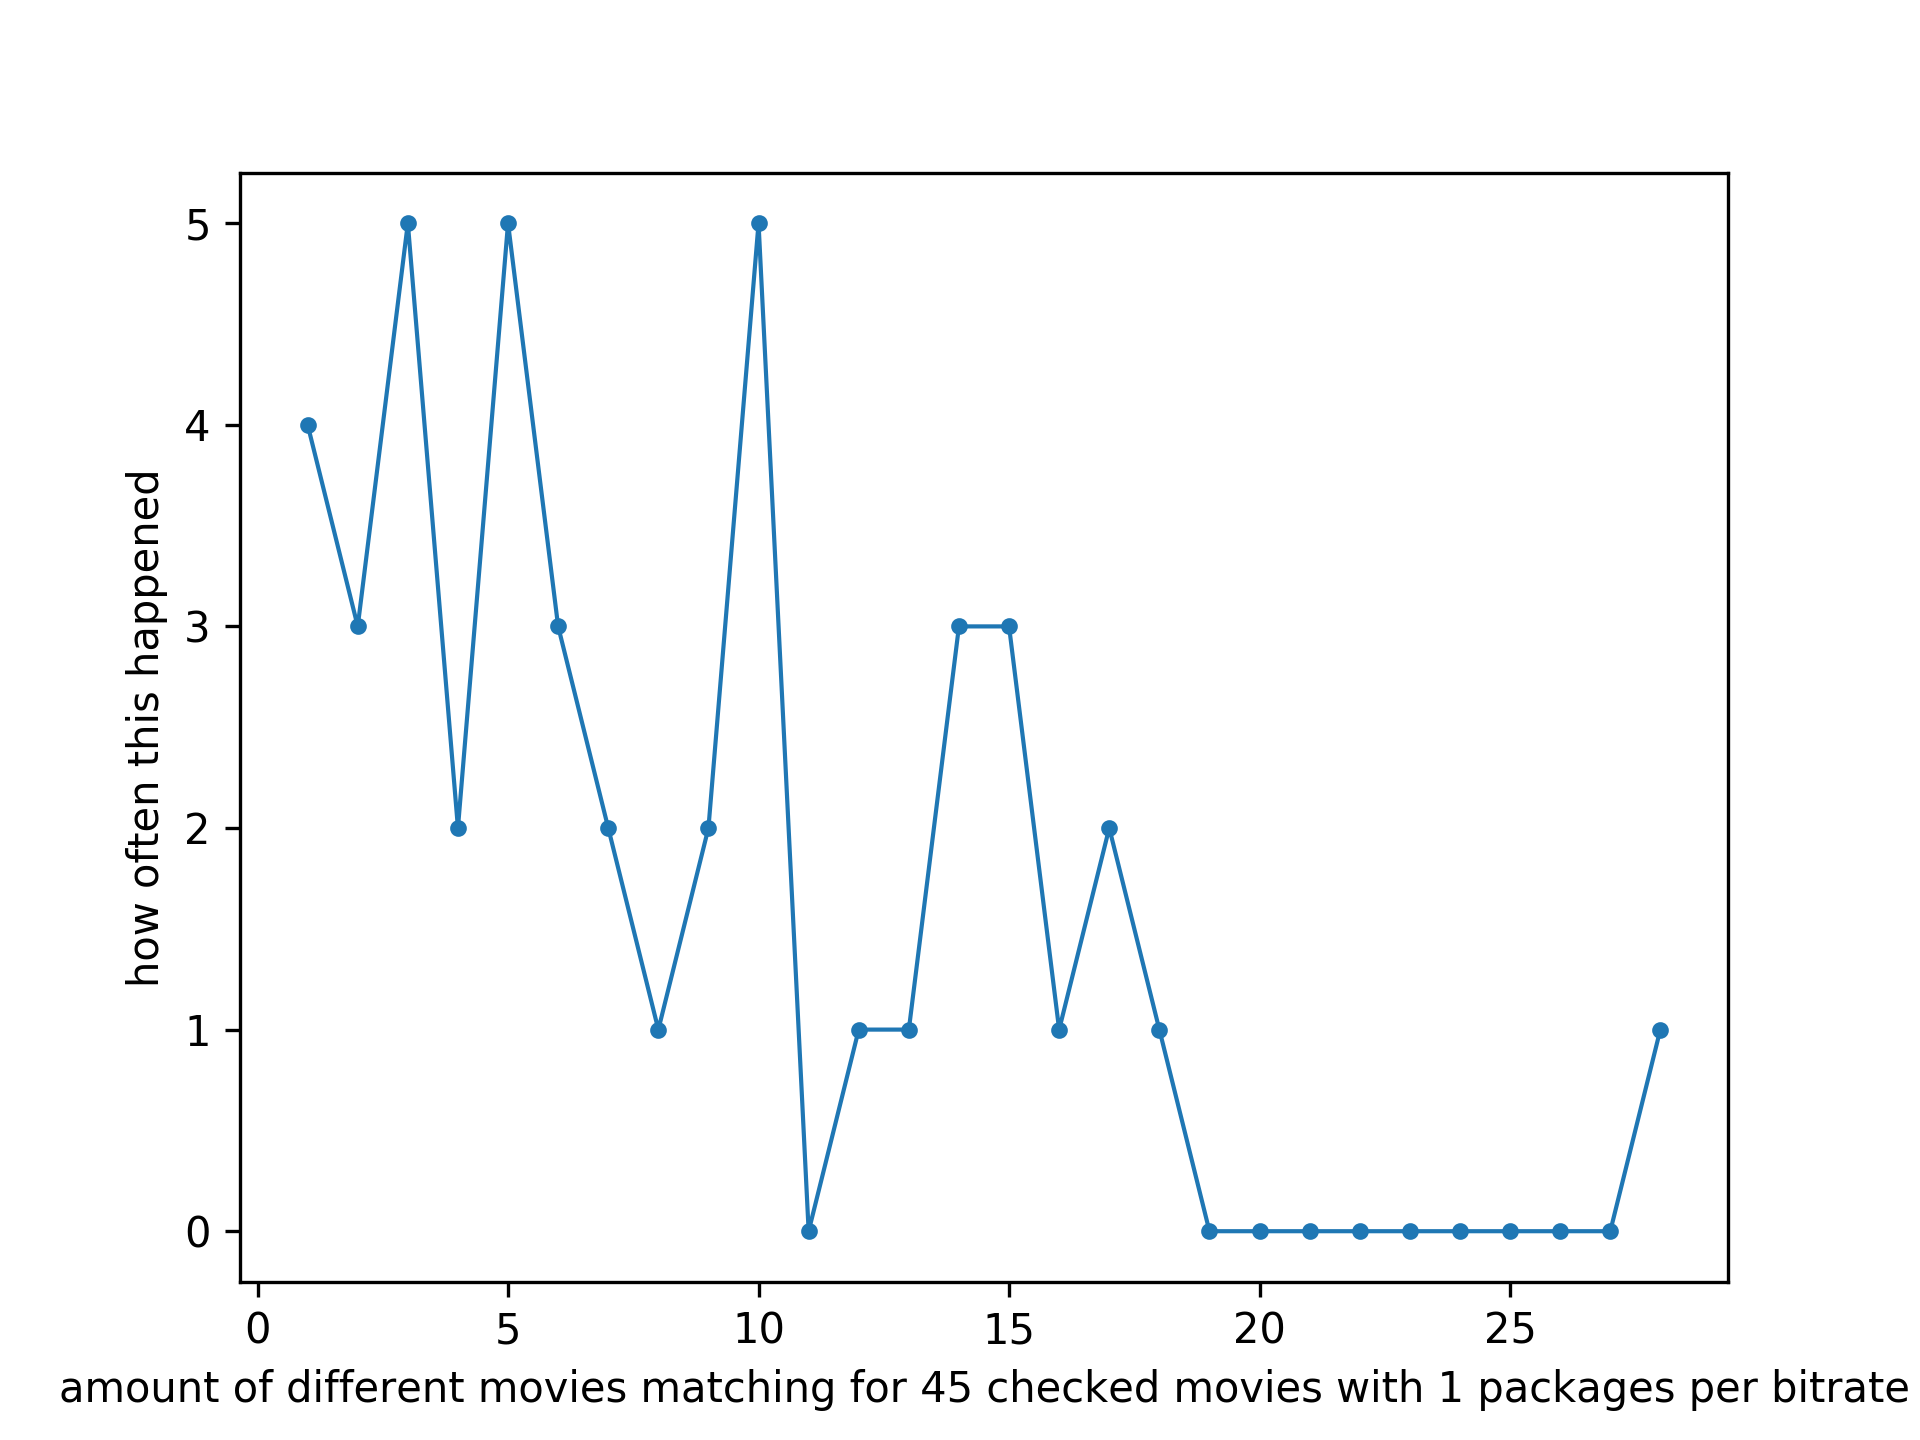 how often this happened
5
4
3
2
1
0
0 5 10 15 20 25
amount of different movies matching for 45 checked movies with 1 packages per bitrate